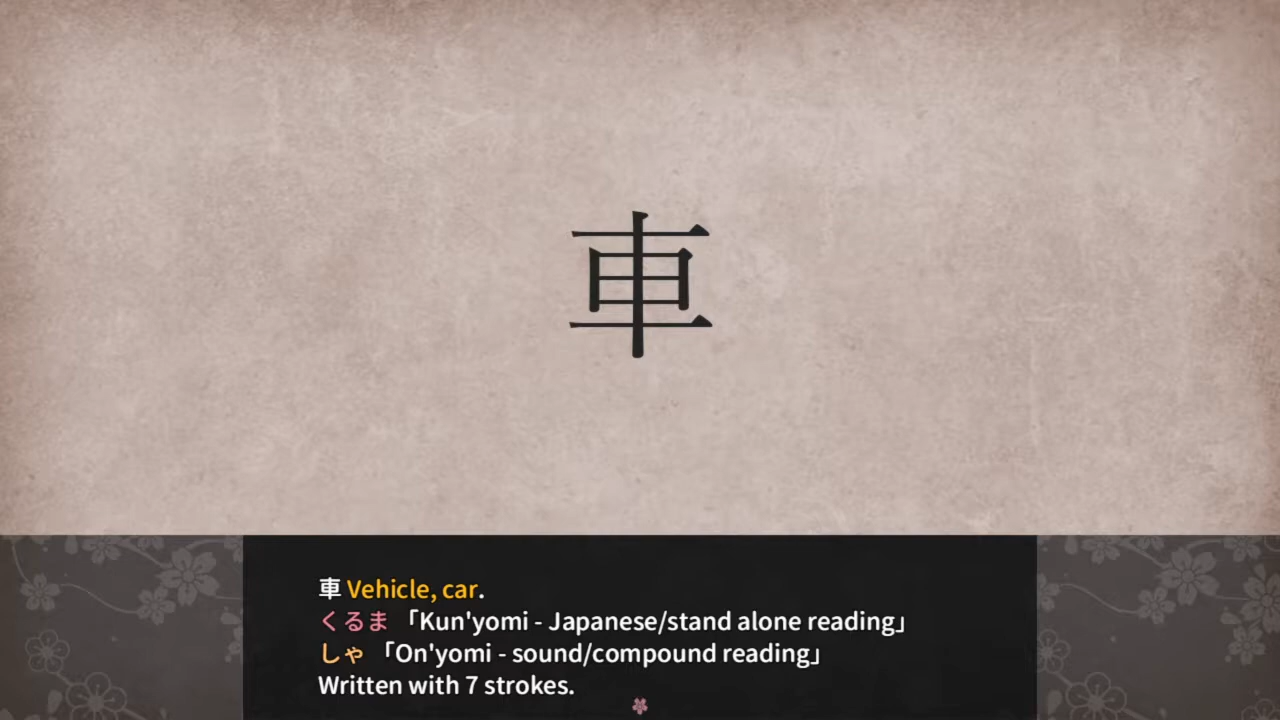 車
車 Vehicle, car.
くるま 「Kun'yomi - Japanese/stand alone reading」
しゃ 「On'yomi - sound/compound reading」
Written with 7 strokes.